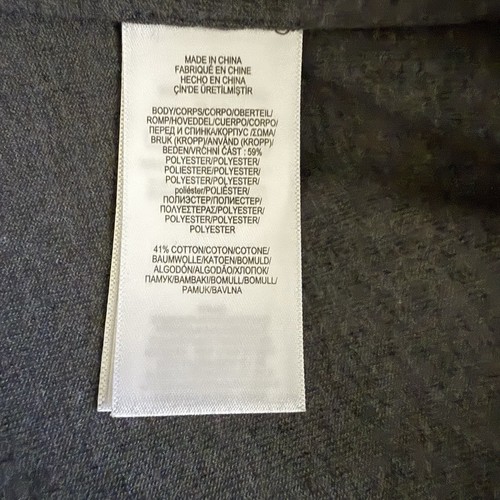 MADE IN CHINA
FABRIQUÉ EN CHINE
HECHO EN CHINA
ÇİN'DE ÜRETİLMİŞTİR
BODY/CORPS/CORPO/OBERTEIL/
ROMP/HOVEDDEL/CUERPO/CORPO/
ПЕРЕД И СПИНКА/КОРПУС /ΣΩΜΑ/
BRUK (KROPP)/ANVÄND (KROPP)/
BEDEN/VRCHNÍ ČÁST : 59%
POLYESTER/POLYESTER/
POLIESTERE/POLYESTER/
POLYESTER/POLYESTER/
poliéster/POLIÉSTER/
ПОЛИЭСТЕР/ПОЛИЕСТЕР/
ΠΟΛΥΕΣΤΕΡΑΣ/POLYESTER/
POLYESTER/POLYESTER/
POLYESTER
41% COTTON/COTON/COTONE/
BAUMWOLLE/KATOEN/BOMULD/
ALGODÓN/ALGODÃO/ХЛОПОК/
ПАМУК/ΒΑΜΒΑΚΙ/BOMULL/BOMULL/
PAMUK/BAVLNA